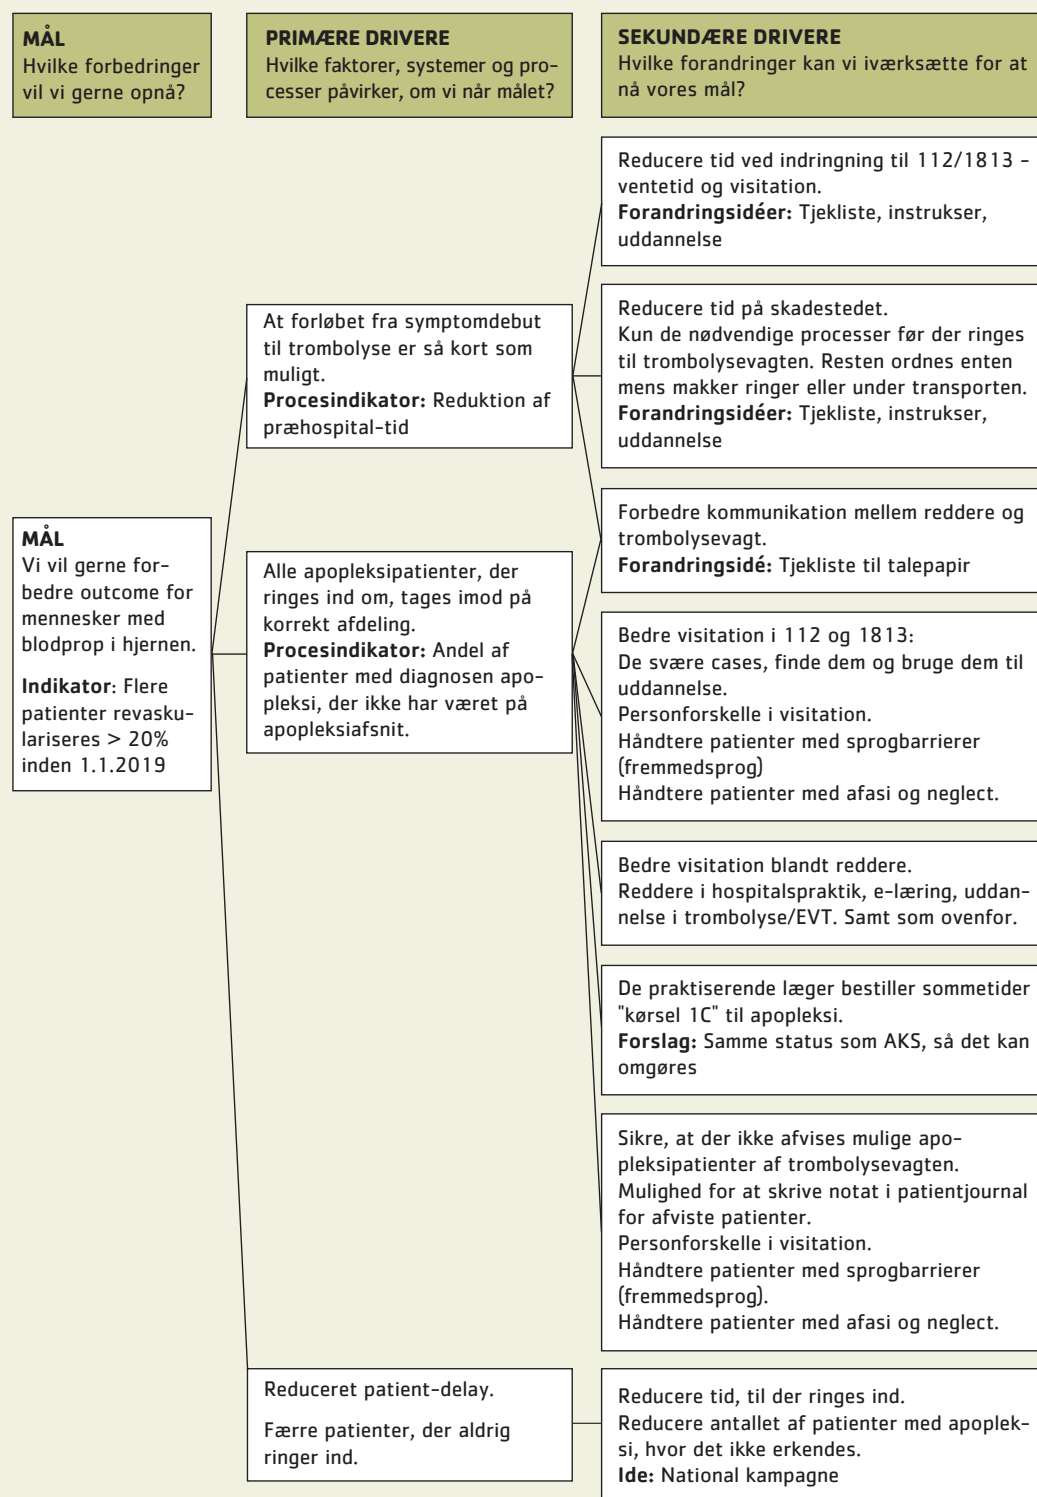 MÅL
Hvilke forbedringer
vil vi gerne opnå?
PRIMÆRE DRIVERE
Hvilke faktorer, systemer og pro-
cesser påvirker, om vi når målet?
SEKUNDÆRE DRIVERE
Hvilke forandringer kan vi iværksætte for at
nå vores mål?
MÅL
Vi vil gerne for-
bedre outcome for
mennesker med
blodprop i hjernen.
Indikator: Flere
patienter revasku-
lariseres > 20%
inden 1.1.2019
At forløbet fra symptomdebut
til trombolyse er så kort som
muligt.
Procesindikator: Reduktion af
præhospital-tid
Alle apopleksipatienter, der
ringes ind om, tages imod på
korrekt afdeling.
Procesindikator: Andel af
patienter med diagnosen apo-
pleksi, der ikke har været på
apopleksiafsnit.
Reduceret patient-delay.
Færre patienter, der aldrig
ringer ind.
Reducere tid ved indringning til 112/1813 -
ventetid og visitation.
Forandringsidéer: Tjekliste, instrukser,
uddannelse
Reducere tid på skadestedet.
Kun de nødvendige processer før der ringes
til trombolysevagten. Resten ordnes enten
mens makker ringer eller under transporten.
Forandringsidéer: Tjekliste, instrukser,
uddannelse
Forbedre kommunikation mellem reddere og
trombolysevagt.
Forandringsidé: Tjekliste til talepapir
Bedre visitation i 112 og 1813:
De svære cases, finde dem og bruge dem til
uddannelse.
Personforskelle i visitation.
Håndtere patienter med sprogbarrierer
(fremmedsprog)
Håndtere patienter med afasi og neglect.
Bedre visitation blandt reddere.
Reddere i hospitalspraktik, e-læring, uddan-
nelse i trombolyse/EVT. Samt som ovenfor.
De praktiserende læger bestiller sommetider
"kørsel 1C" til apopleksi.
Forslag: Samme status som AKS, så det kan
omgøres
Sikre, at der ikke afvises mulige apo-
pleksipatienter af trombolysevagten.
Mulighed for at skrive notat i patientjournal
for afviste patienter.
Personforskelle i visitation.
Håndtere patienter med sprogbarrierer
(fremmedsprog).
Håndtere patienter med afasi og neglect.
Reducere tid, til der ringes ind.
Reducere antallet af patienter med apoplek-
si, hvor det ikke erkendes.
Ide: National kampagne